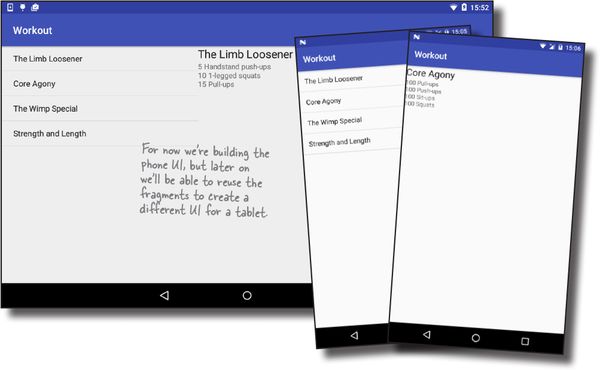 15:52
Workout
The Limb Loosener
Core Agony
The Wimp Special
Strength and Length
The Limb Loosener
5 Handstand push-ups
10 1-legged squats
15 Pull-ups
For now we're building the
phone UI, but later on
we'll be able to reuse the
fragments to create a
different UI for a tablet.
15:05
Workout
The Limb Loosener
Core Agony
The Wimp Special
Strength and Length
15:06
Workout
Core Agony
100 Pull-ups
100 Push-ups
100 Sit-ups
100 Squats